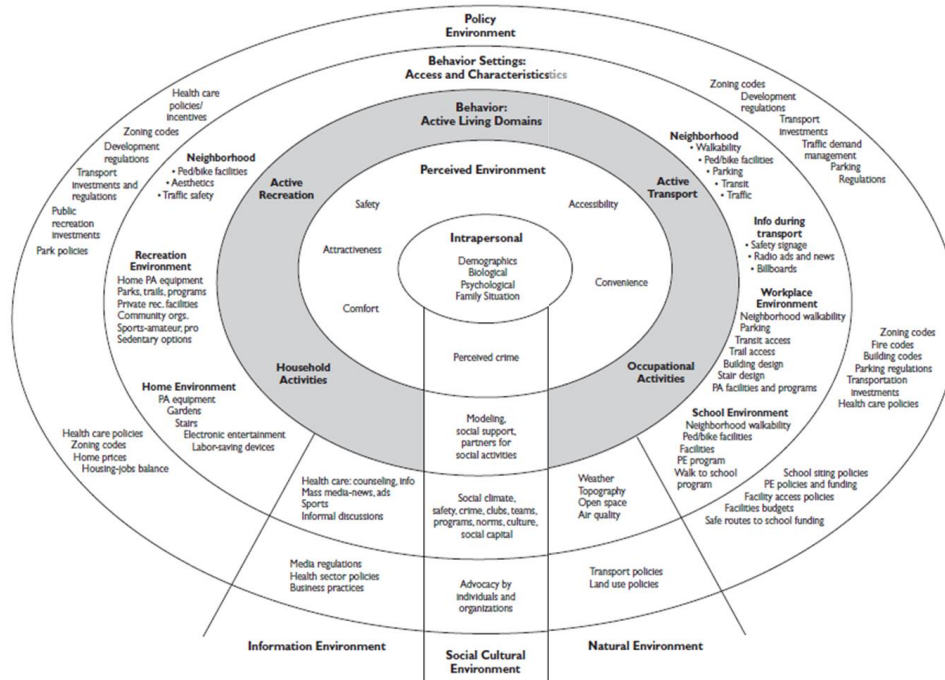 Policy
Environment
Behavior Settings:
Access and Characteristictics
Behavior:
Active Living Domains
Perceived Environment
Intrapersonal
Demographics
Biological
Psychological
Family Situation
Safety
Attractiveness
Comfort
Accessibility
Convenience
Perceived crime
Active
Recreation
Active
Transport
Household
Activities
Occupational
Activities
Modeling,
social support,
partners for
social activities
Health care
policies/
incentives
Zoning codes
Development
regulations
Transport
investments and
regulations
Public
recreation
investments
Park policies
Neighborhood
• Ped/bike facilities
• Aesthetics
• Traffic safety
Recreation
Environment
Home PA equipment
Parks, trails, programs
Private rec. facilities
Community orgs.
Sports-amateur, pro
Sedentary options
Home Environment
PA equipment
Gardens
Stairs
Electronic entertainment
Labor-saving devices
Health care policies
Zoning codes
Home prices
Housing-jobs balance
Zoning codes
Development
regulations
Transport
investments
Traffic demand
management
Parking
Regulations
Neighborhood
• Walkability
• Ped/bike facilities
• Parking
• Transit
• Traffic
Info during
transport
• Safety signage
• Radio ads and news
• Billboards
Workplace
Environment
Neighborhood walkability
Parking
Transit access
Trail access
Building design
Stair design
PA facilities and programs
Zoning codes
Fire codes
Building codes
Parking regulations
Transportation
investments
Health care policies
School Environment
Neighborhood walkability
Ped/bike facilities
Facilities
PE program
Walk to school
program
School siting policies
PE policies and funding
Facility access policies
Facilities budgets
Safe routes to school funding
Health care: counseling, info
Mass media-news, ads
Sports
Informal discussions
Social climate,
safety, crime, clubs, teams,
programs, norms, culture,
social capital
Weather
Topography
Open space
Air quality
Media regulations
Health sector policies
Business practices
Advocacy by
individuals and
organizations
Transport policies
Land use policies
Information Environment
Social Cultural
Environment
Natural Environment